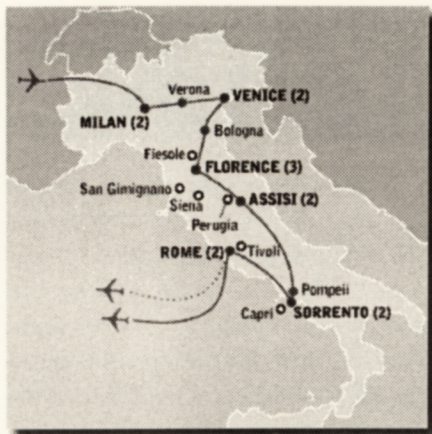 Verona
VENICE (2)
MILAN (2)
Bologna
Fiesole
FLORENCE (3)
San Gimignano
Siena
ASSISI (2)
Perugia
ROME (2)
Tivoli
Pompeii
Capri
SORRENTO (2)